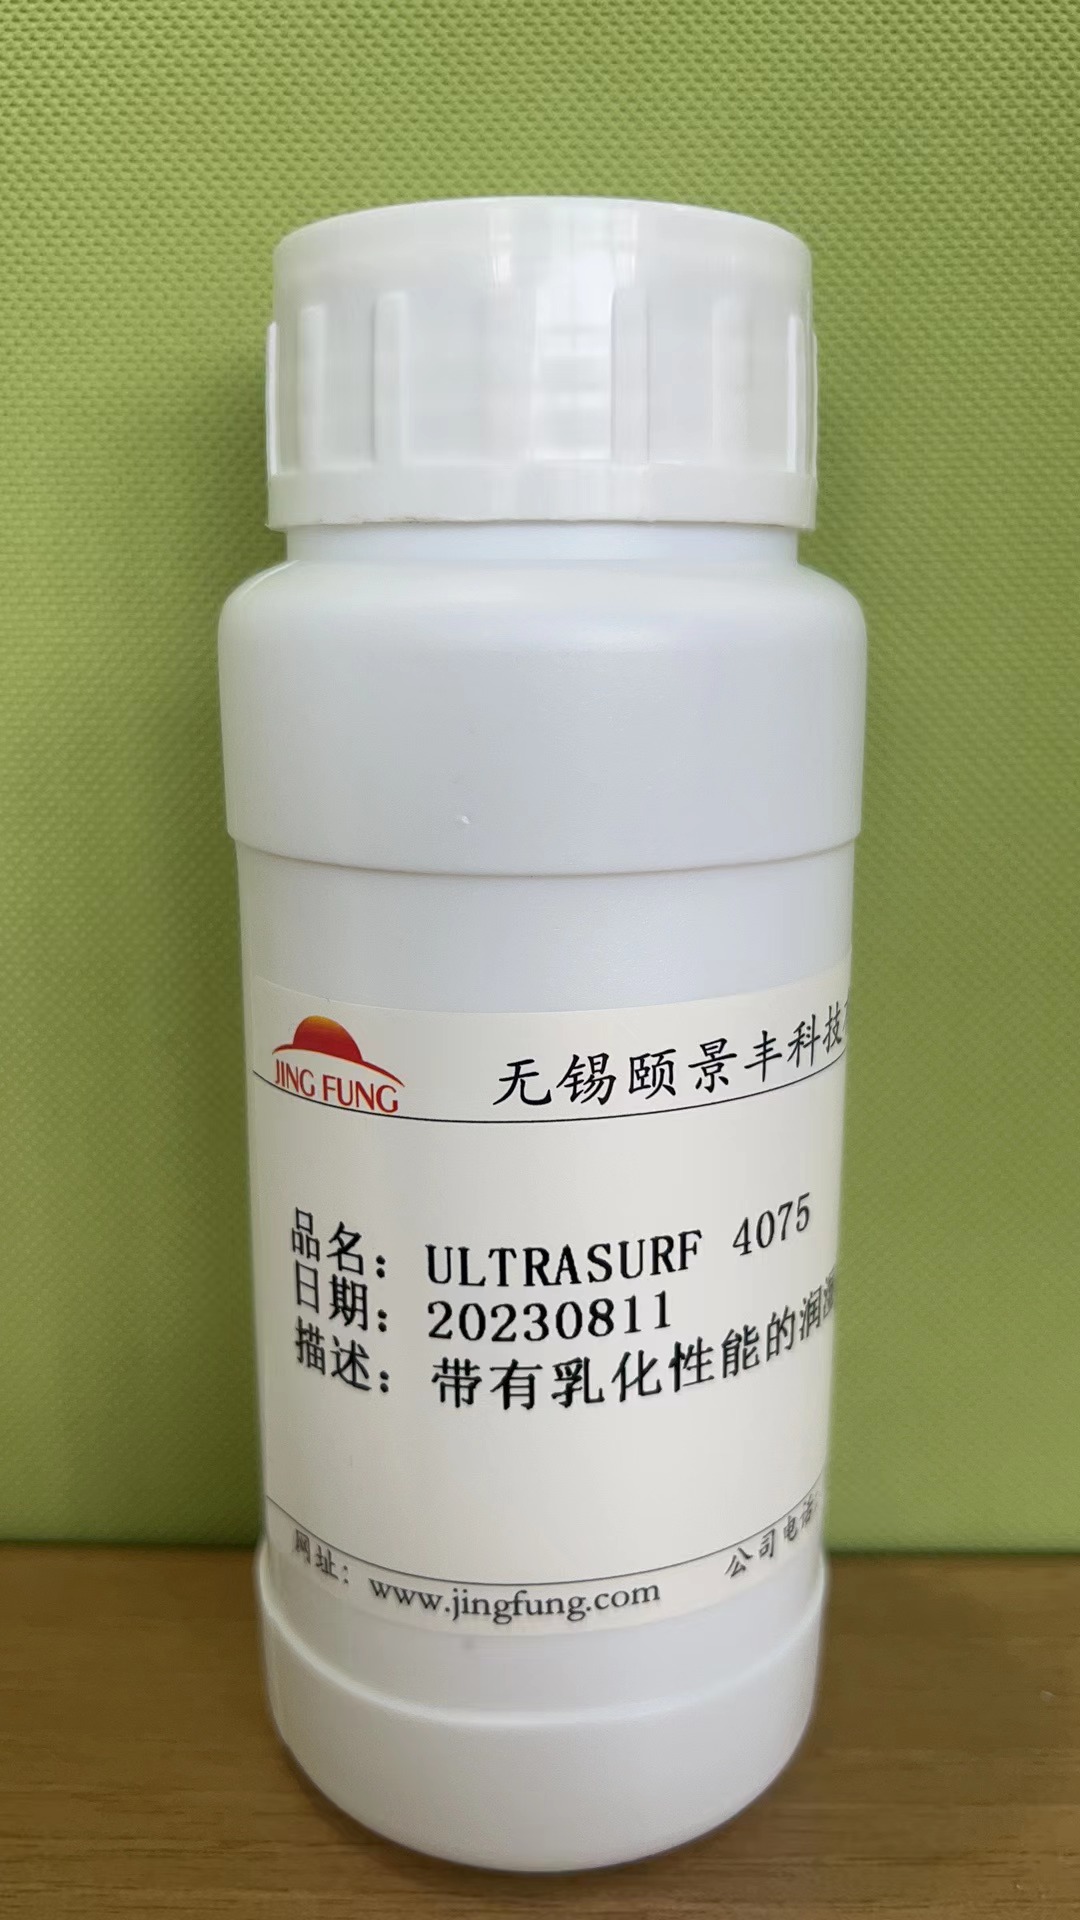 JING FUNG
无锡颐景丰科技
品名：ULTRASURF 4075
日期：20230811
描述：带有乳化性能的润湿
网址：www.jingfung.com
公司电话：